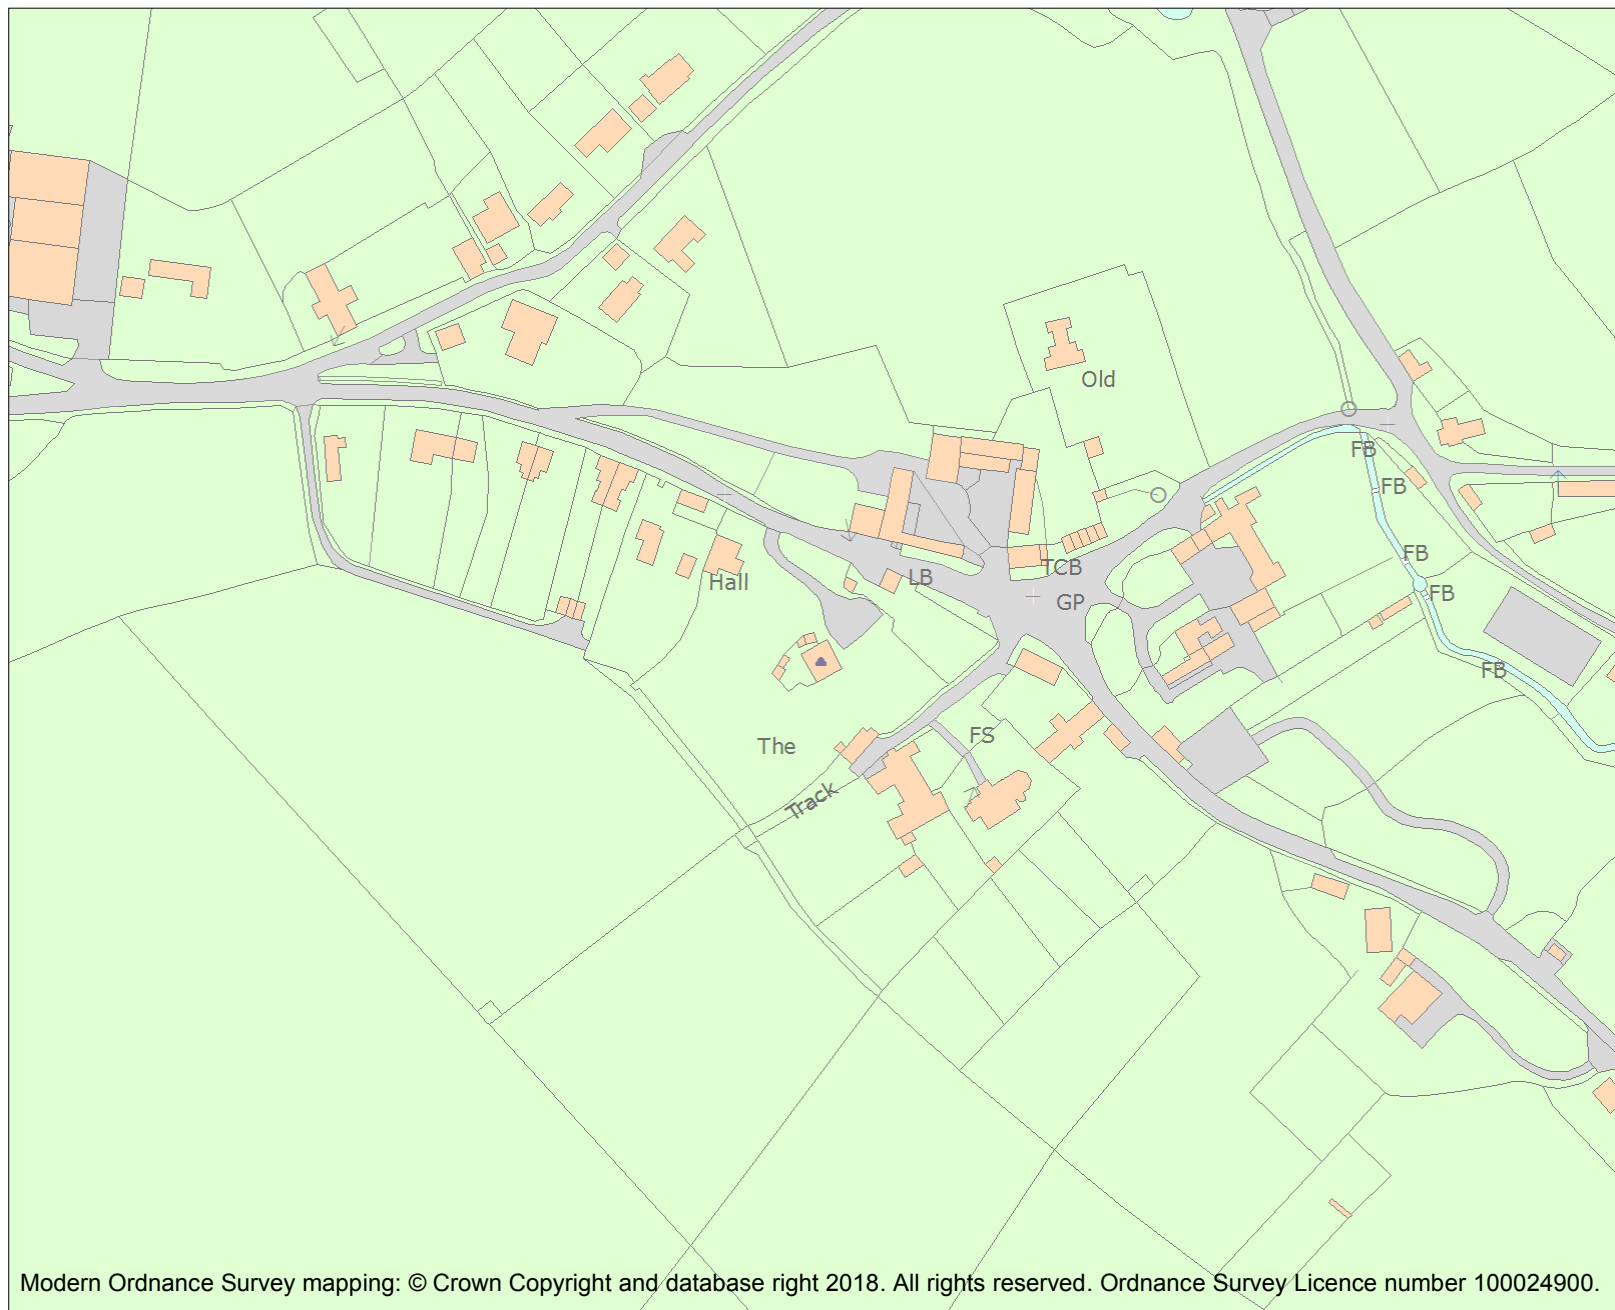 Old
FB
FB
FB
TCB
LB
Hall
FB
GP
FB
FS
The
Track
Modern Ordnance Survey mapping: © Crown Copyright and database right 2018. All rights reserved. Ordnance Survey Licence number 100024900.